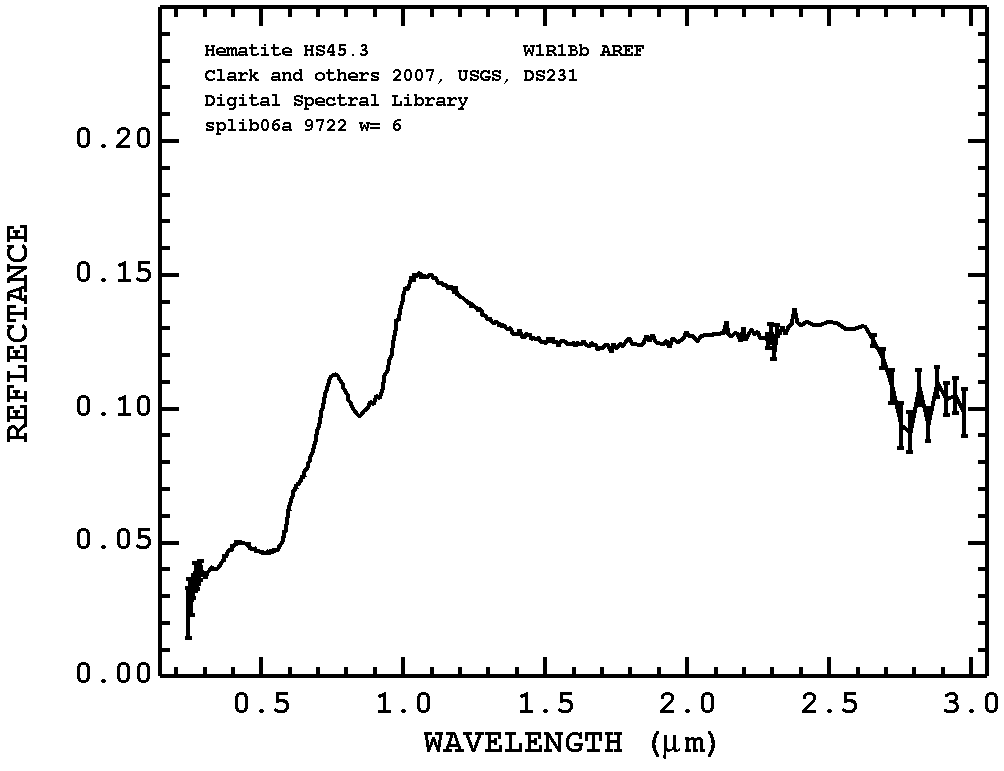 Hematite HS45.3 W1R1Bb AREF
Clark and others 2007, USGS, DS231
Digital Spectral Library
splib06a 9722 w= 6
0.20
0.15
0.10
0.05
0.00
REFLECTANCE
0.5 1.0 1.5 2.0 2.5 3.0
WAVELENGTH (μm)